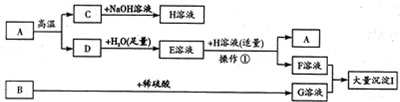 C +NaOH溶液 H溶液
A 高温
D +H₂O(足量) E溶液 +H溶液(适量) 操作① A
F溶液
大量沉淀I
B +稀硫酸 G溶液